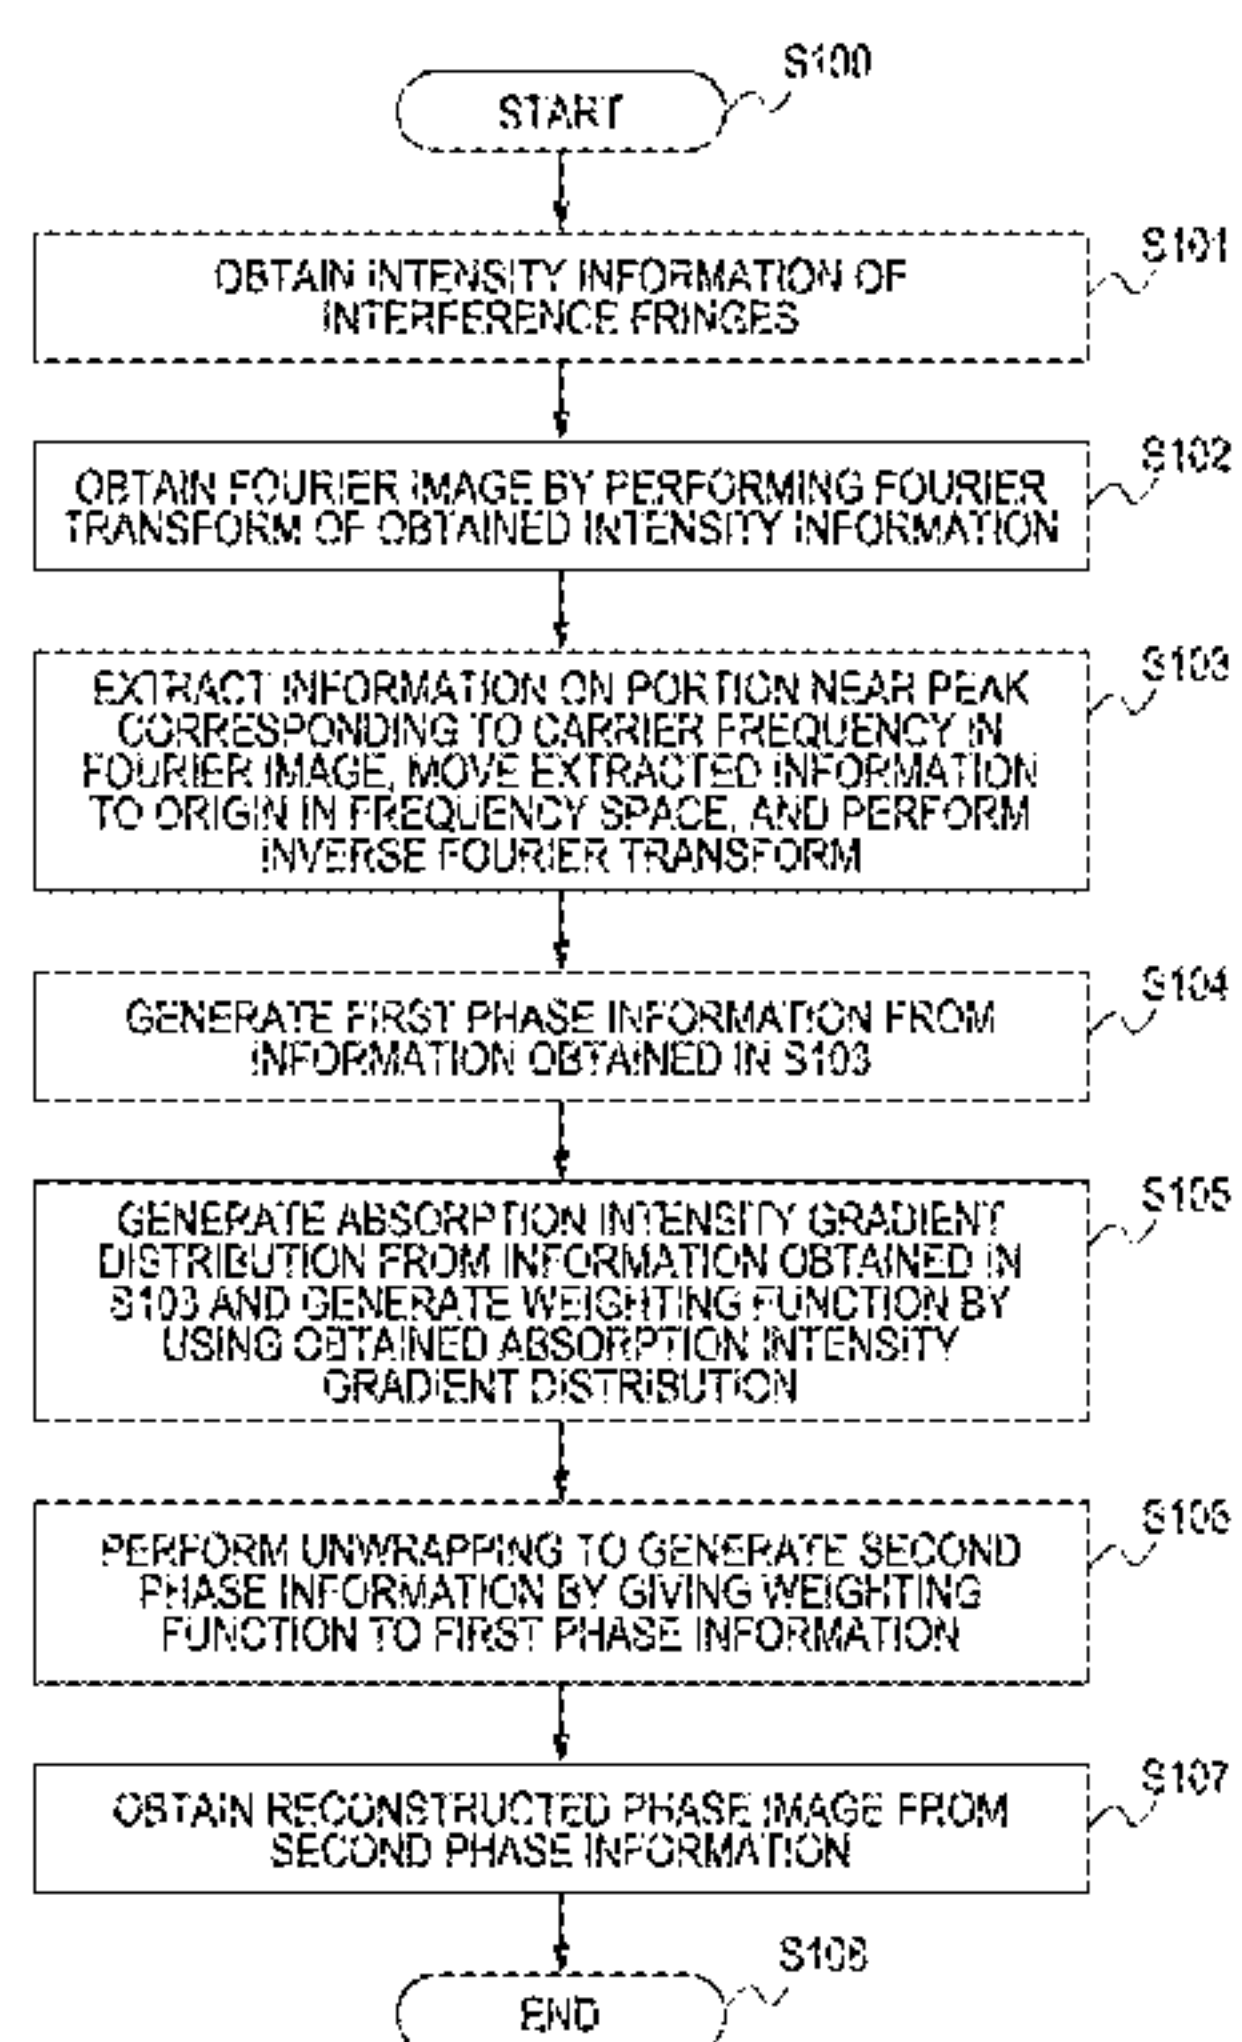 S100
START
S101
OBTAIN INTENSITY INFORMATION OF
INTERFERENCE FRINGES
S102
OBTAIN FOURIER IMAGE BY PERFORMING FOURIER
TRANSFORM OF OBTAINED INTENSITY INFORMATION
S103
EXTRACT INFORMATION ON PORTION NEAR PEAK
CORRESPONDING TO CARRIER FREQUENCY IN
FOURIER IMAGE, MOVE EXTRACTED INFORMATION
TO ORIGIN IN FREQUENCY SPACE, AND PERFORM
INVERSE FOURIER TRANSFORM
S104
GENERATE FIRST PHASE INFORMATION FROM
INFORMATION OBTAINED IN S103
S105
GENERATE ABSORPTION INTENSITY GRADIENT
DISTRIBUTION FROM INFORMATION OBTAINED IN
S103 AND GENERATE WEIGHTING FUNCTION BY
USING OBTAINED ABSORPTION INTENSITY
GRADIENT DISTRIBUTION
S106
PERFORM UNWRAPPING TO GENERATE SECOND
PHASE INFORMATION BY GIVING WEIGHTING
FUNCTION TO FIRST PHASE INFORMATION
S107
OBTAIN RECONSTRUCTED PHASE IMAGE FROM
SECOND PHASE INFORMATION
S108
END